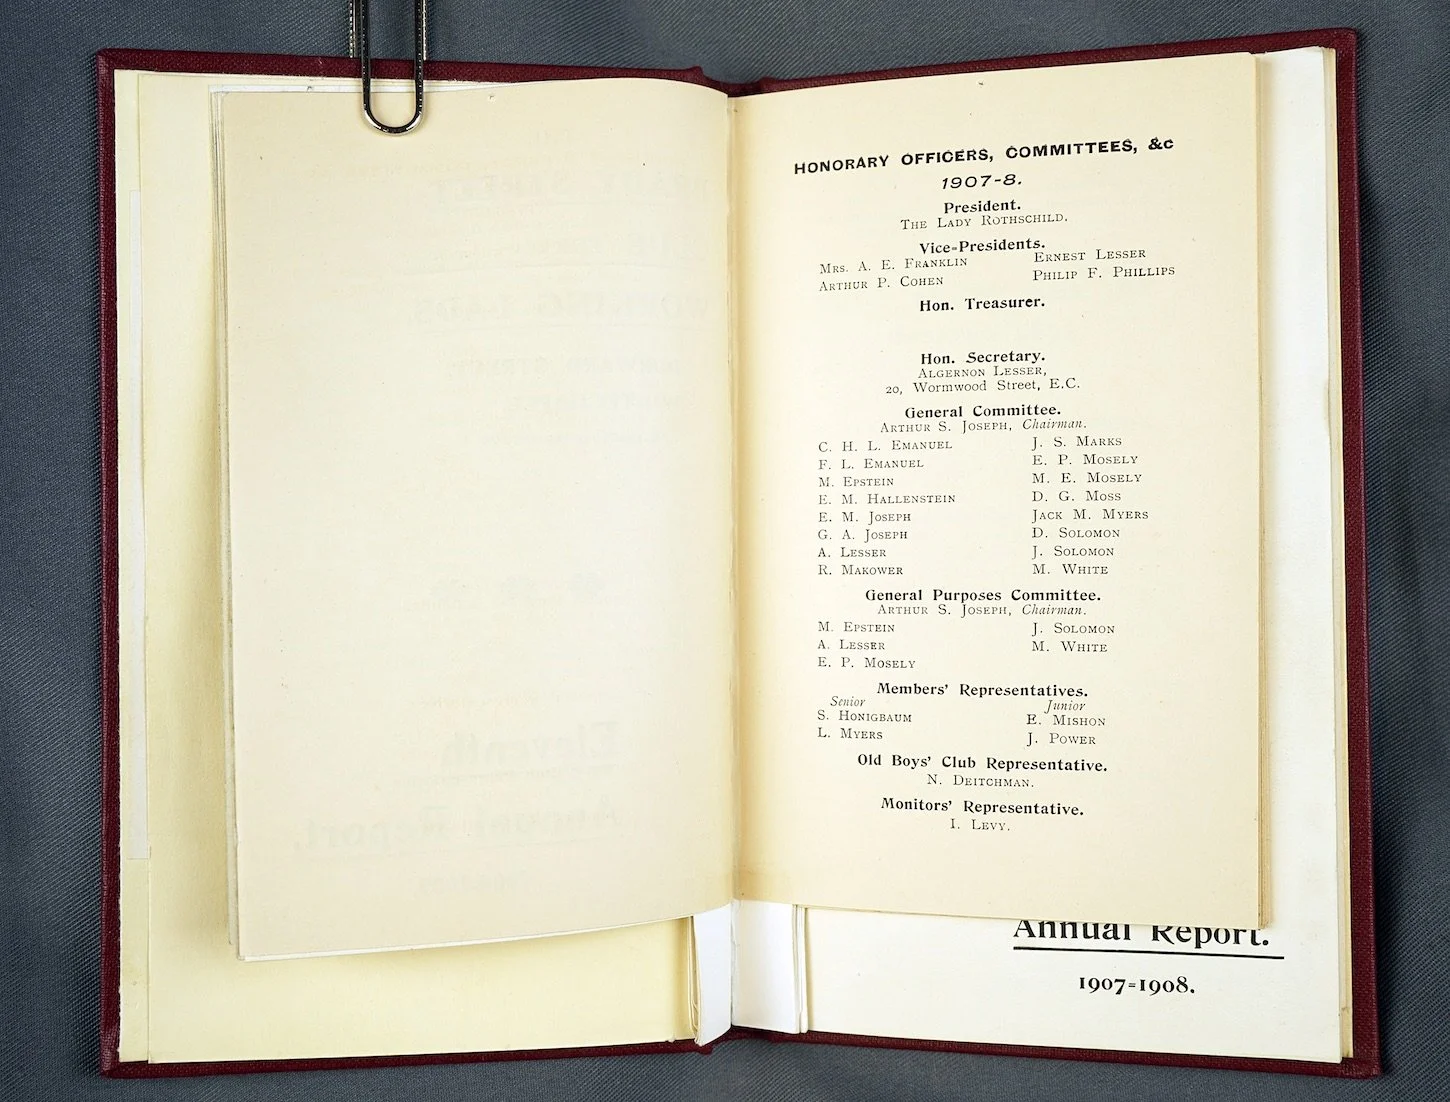 HONORARY OFFICERS, COMMITTEES, &c
1907-8.
President.
THE LADY ROTHSCHILD.
Vice=Presidents.
MRS. A. E. FRANKLIN ERNEST LESSER
ARTHUR P. COHEN PHILIP F. PHILLIPS
Hon. Treasurer.
Hon. Secretary.
ALGERNON LESSER,
20, Wormwood Street, E.C.
General Committee.
ARTHUR S. JOSEPH, Chairman.
C. H. L. EMANUEL J. S. MARKS
F. L. EMANUEL E. P. MOSELY
M. EPSTEIN M. E. MOSELY
E. M. HALLENSTEIN D. G. MOSS
E. M. JOSEPH JACK M. MYERS
G. A. JOSEPH D. SOLOMON
A. LESSER J. SOLOMON
R. MAKOWER M. WHITE
General Purposes Committee.
ARTHUR S. JOSEPH, Chairman.
M. EPSTEIN J. SOLOMON
A. LESSER M. WHITE
E. P. MOSELY
Members' Representatives.
Senior Junior
S. HONIGBAUM E. MISHON
L. MYERS J. POWER
Old Boys' Club Representative.
N. DEITCHMAN.
Monitors' Representative.
I. LEVY.
Annual Report.
1907=1908.